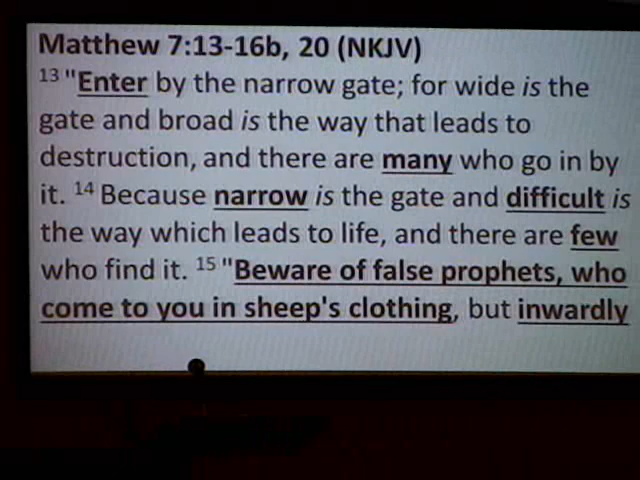 Matthew 7:13-16b, 20 (NKJV)
13 "Enter by the narrow gate; for wide is the
gate and broad is the way that leads to
destruction, and there are many who go in by
it. 14 Because narrow is the gate and difficult is
the way which leads to life, and there are few
who find it. 15 "Beware of false prophets, who
come to you in sheep's clothing, but inwardly